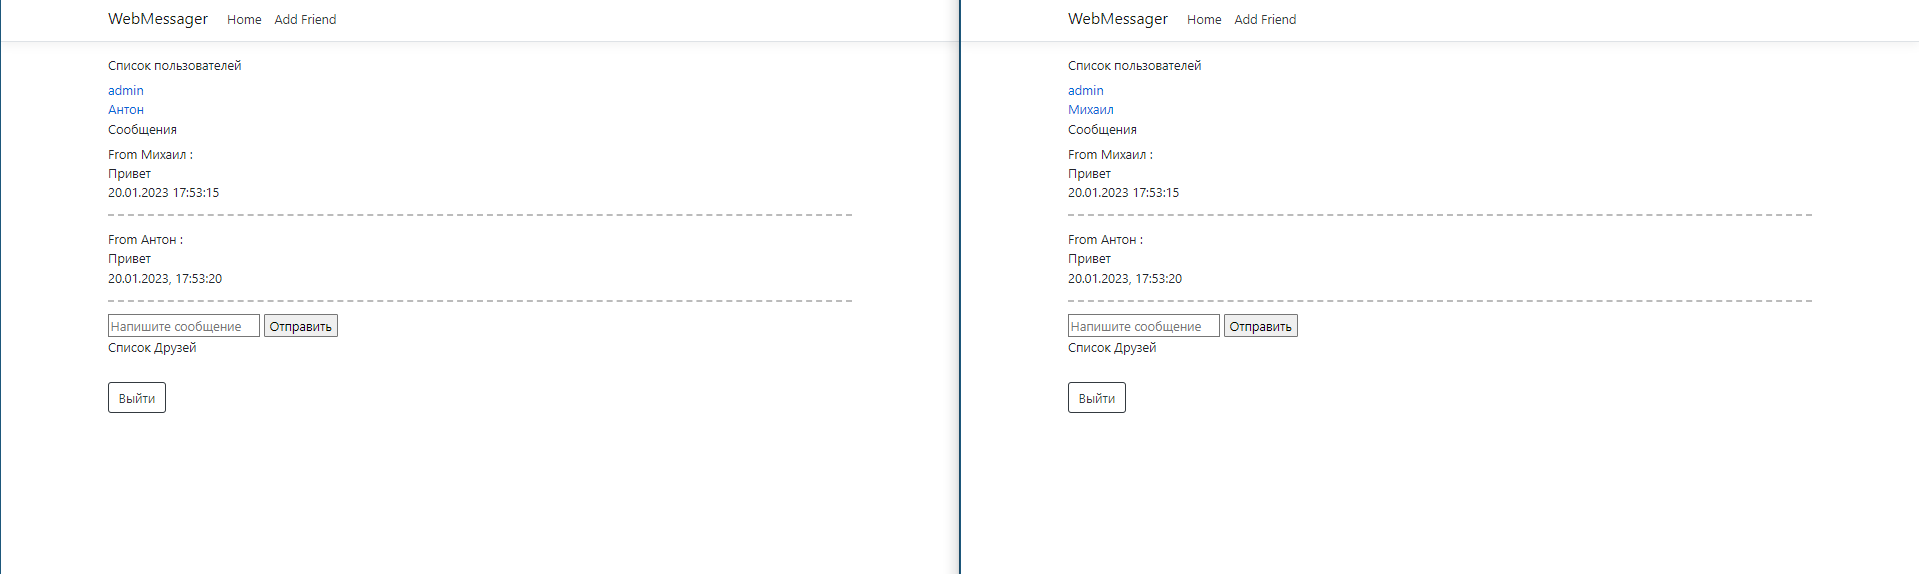 WebMessager Home Add Friend
Список пользователей
admin
Антон
Сообщения
From Михаил :
Привет
20.01.2023 17:53:15
From Антон :
Привет
20.01.2023, 17:53:20
Напишите сообщение Отправить
Список Друзей
Выйти
WebMessager Home Add Friend
Список пользователей
admin
Михаил
Сообщения
From Михаил :
Привет
20.01.2023 17:53:15
From Антон :
Привет
20.01.2023, 17:53:20
Напишите сообщение Отправить
Список Друзей
Выйти